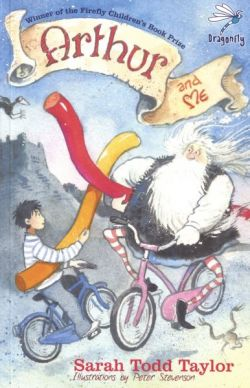 Winner of the Firefly Children's Book Prize
Dragonfly
Arthur
and ME
Sarah Todd Taylor
Illustrations by Peter Stevenson